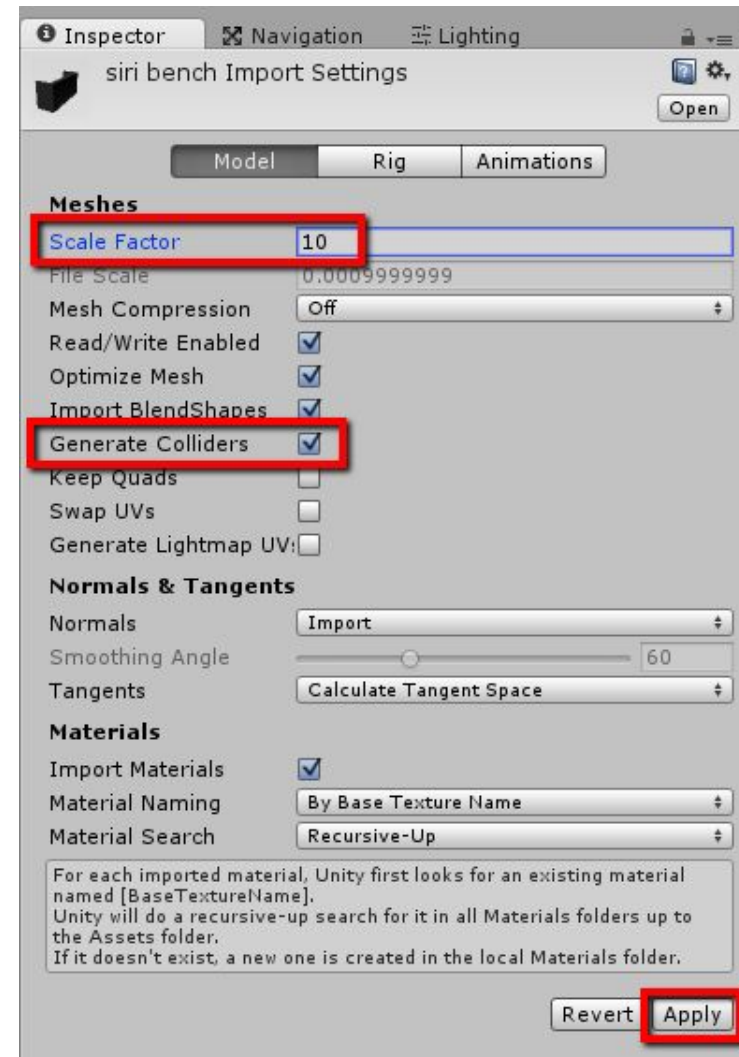 Inspector Navigation Lighting
siri bench Import Settings
Open
Model Rig Animations
Meshes
Scale Factor 10
File Scale 0.0009999999
Mesh Compression Off
Read/Write Enabled
Optimize Mesh
Import BlendShapes
Generate Colliders
Keep Quads
Swap UVs
Generate Lightmap UV
Normals & Tangents
Normals Import
Smoothing Angle 60
Tangents Calculate Tangent Space
Materials
Import Materials
Material Naming By Base Texture Name
Material Search Recursive-Up
For each imported material, Unity first looks for an existing material
named [BaseTextureName].
Unity will do a recursive-up search for it in all Materials folders up to
the Assets folder.
If it doesn't exist, a new one is created in the local Materials folder.
Revert Apply